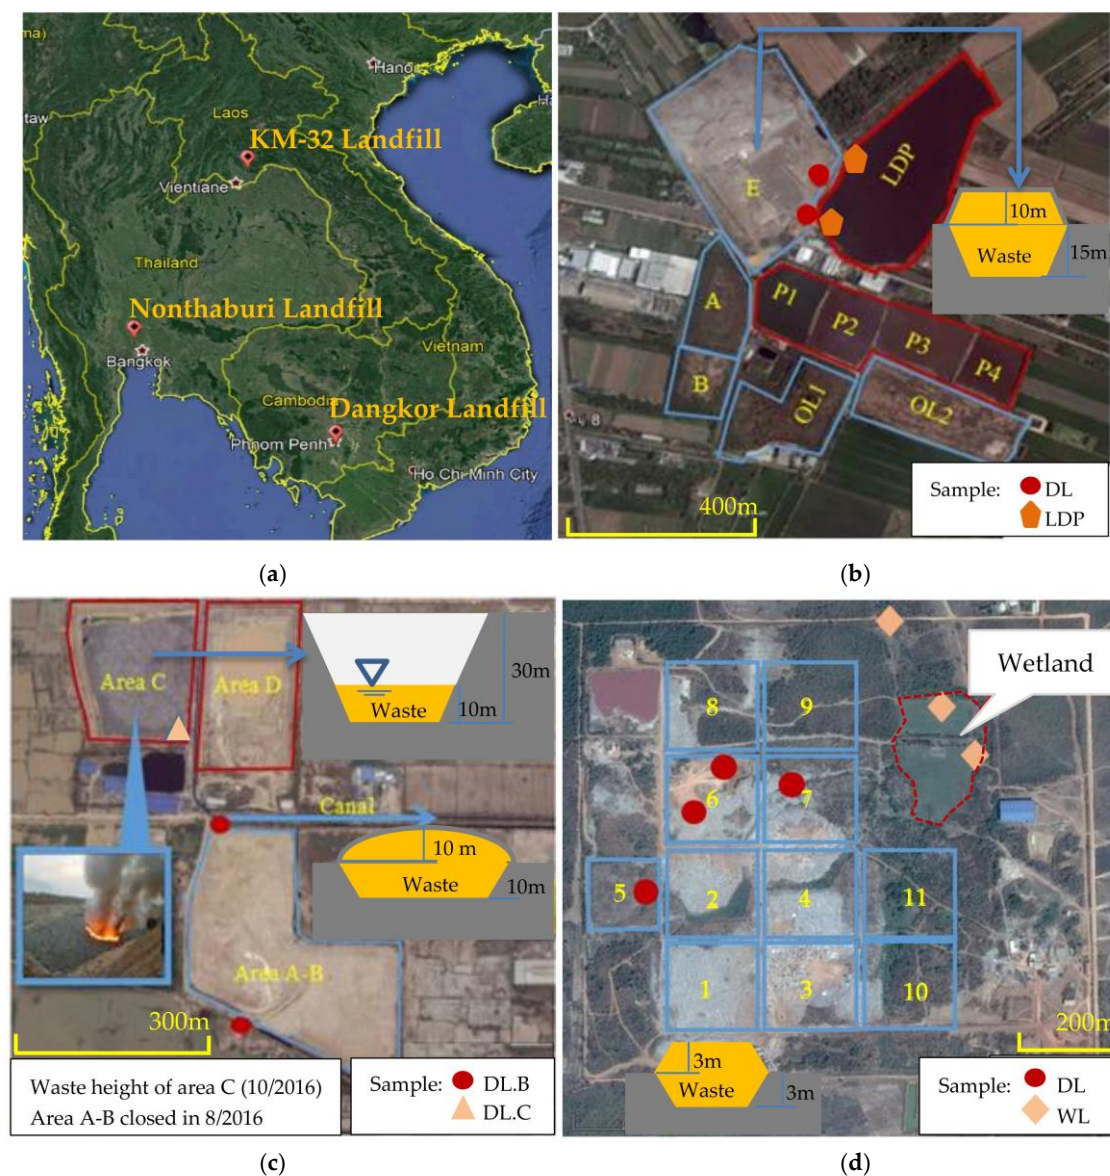 ma)
Hanoi
Ha
taw
Laos
KM-32 Landfill
Vientiane
Thailand
Nonthaburi Landfill
Bangkok
Vietnam
Cambodia
Dangkor Landfill
Phnom Penh
Ho Chi Minh City
(a)
LDP
E
10m
Waste
15m
A
P1
P2
P3
P4
B
OL1
OL2
8
400m
Sample: DL
LDP
(b)
Area C
Area D
30m
Waste
10m
Canal
10 m
Waste
10m
Area A-B
300m
Waste height of area C (10/2016)
Area A-B closed in 8/2016
Sample: DL.B
DL.C
(c)
Wetland
8
9
6
7
5
2
4
11
1
3
10
200m
3m
Waste
3m
Sample: DL
WL
(d)